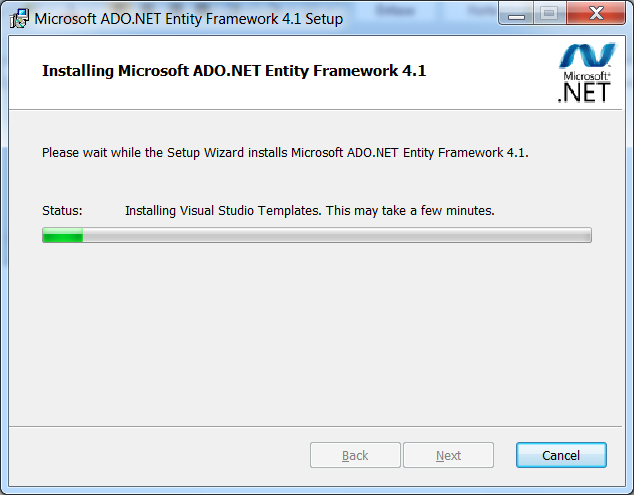 Microsoft ADO.NET Entity Framework 4.1 Setup
Installing Microsoft ADO.NET Entity Framework 4.1
Microsoft®
.NET
Please wait while the Setup Wizard installs Microsoft ADO.NET Entity Framework 4.1.
Status: Installing Visual Studio Templates. This may take a few minutes.
Back Next Cancel